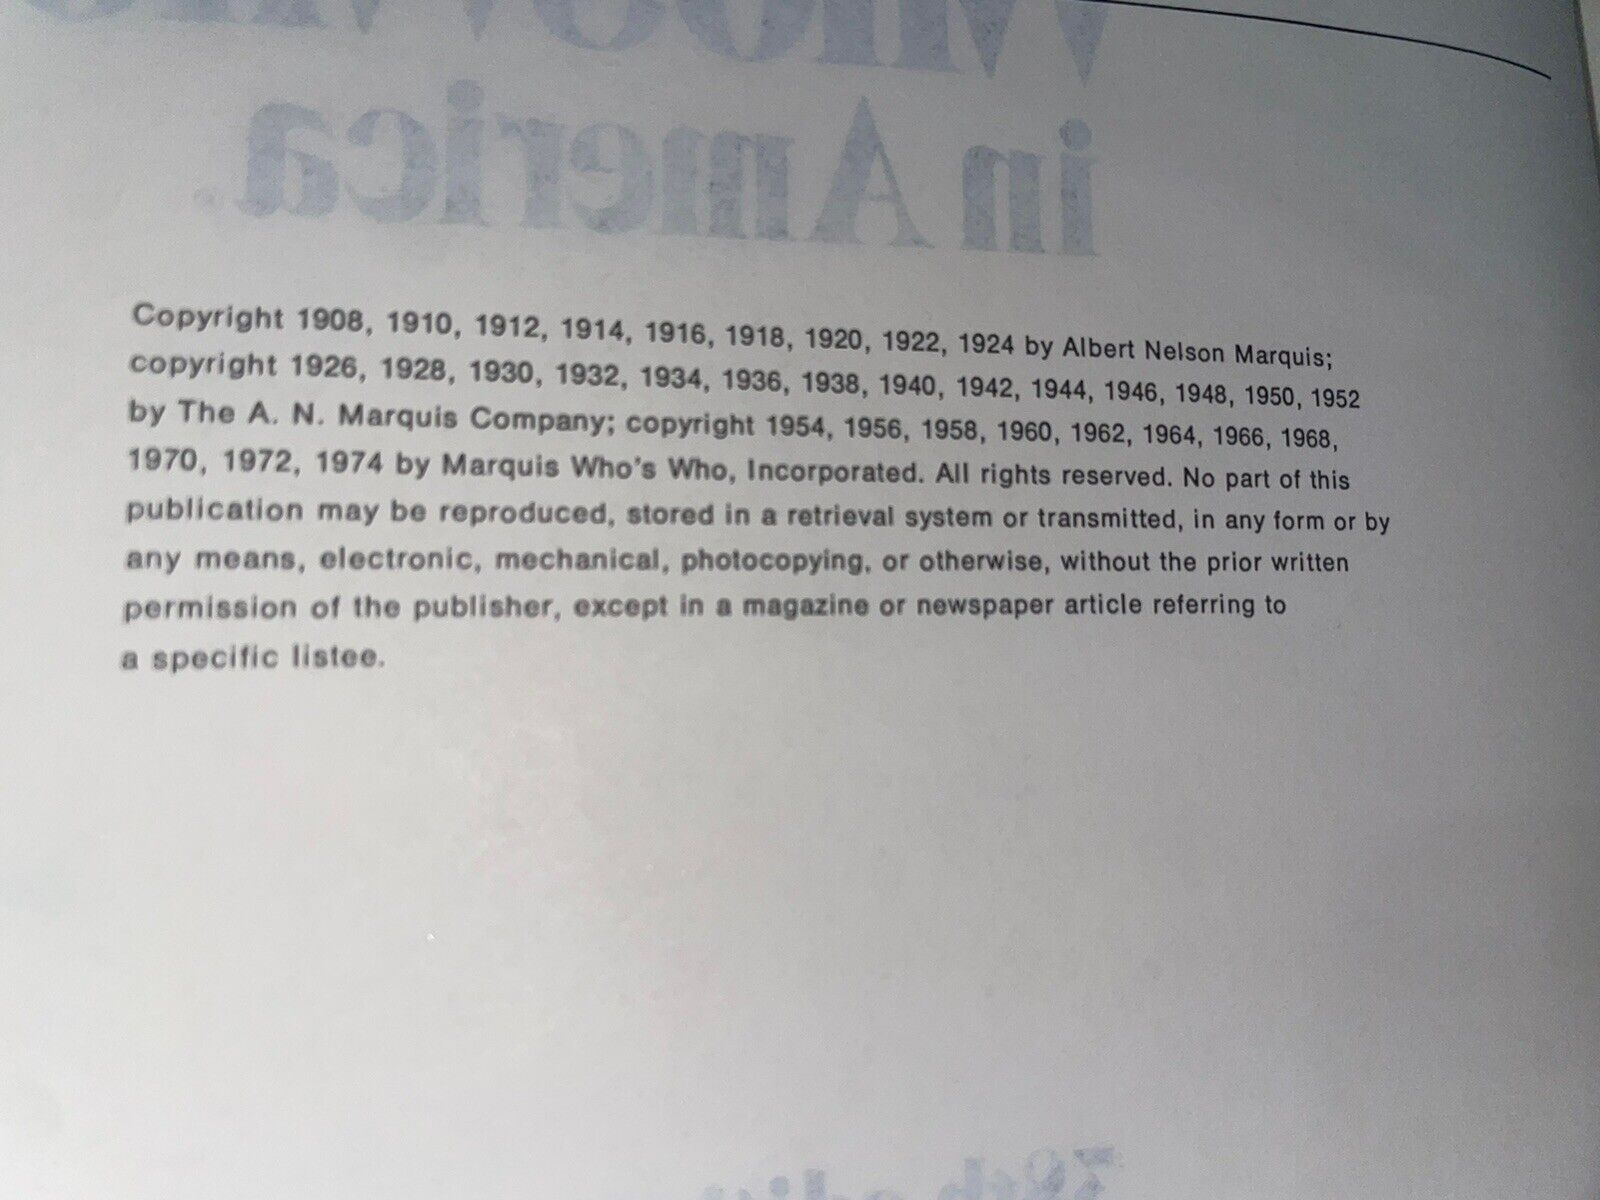 Who's Who
in America.
Copyright 1908, 1910, 1912, 1914, 1916, 1918, 1920, 1922, 1924 by Albert Nelson Marquis;
copyright 1926, 1928, 1930, 1932, 1934, 1936, 1938, 1940, 1942, 1944, 1946, 1948, 1950, 1952
by The A. N. Marquis Company; copyright 1954, 1956, 1958, 1960, 1962, 1964, 1966, 1968,
1970, 1972, 1974 by Marquis Who's Who, Incorporated. All rights reserved. No part of this
publication may be reproduced, stored in a retrieval system or transmitted, in any form or by
any means, electronic, mechanical, photocopying, or otherwise, without the prior written
permission of the publisher, except in a magazine or newspaper article referring to
a specific listee.
38th